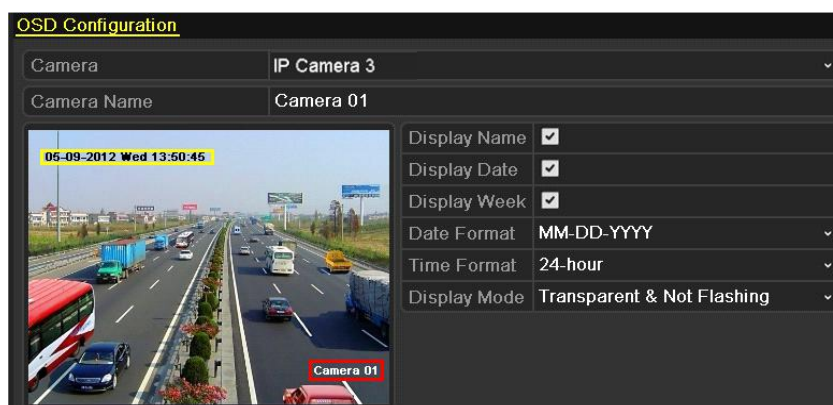 OSD Configuration
Camera IP Camera 3
Camera Name Camera 01
05-09-2012 Wed 13:50:45
Display Name
Display Date
Display Week
Date Format MM-DD-YYYY
Time Format 24-hour
Display Mode Transparent & Not Flashing
Camera 01